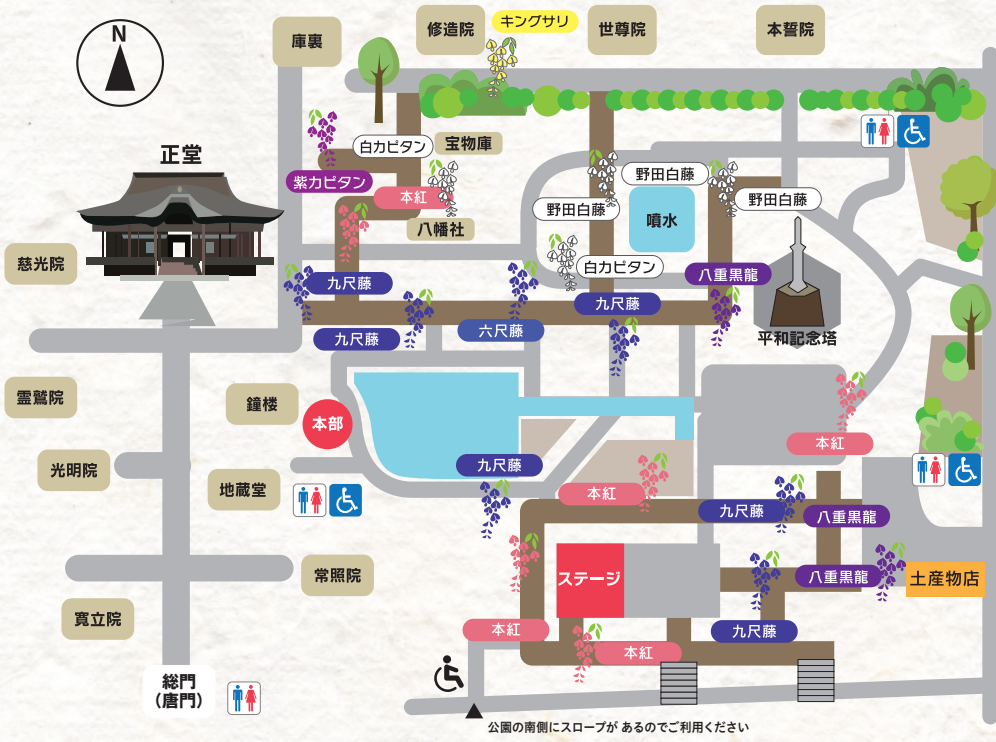 N
庫裏
修造院
キングサリ
世尊院
本誓院
正堂
白カピタン
宝物庫
紫カピタン
本紅
八幡社
野田白藤
野田白藤
噴水
野田白藤
白カピタン
八重黒龍
慈光院
九尺藤
九尺藤
九尺藤
六尺藤
平和記念塔
霊鷲院
鐘楼
本部
本紅
光明院
地蔵堂
九尺藤
本紅
九尺藤
八重黒龍
常照院
ステージ
八重黒龍
土産物店
寛立院
本紅
九尺藤
本紅
総門
(唐門)
公園の南側にスロープが あるのでご利用ください